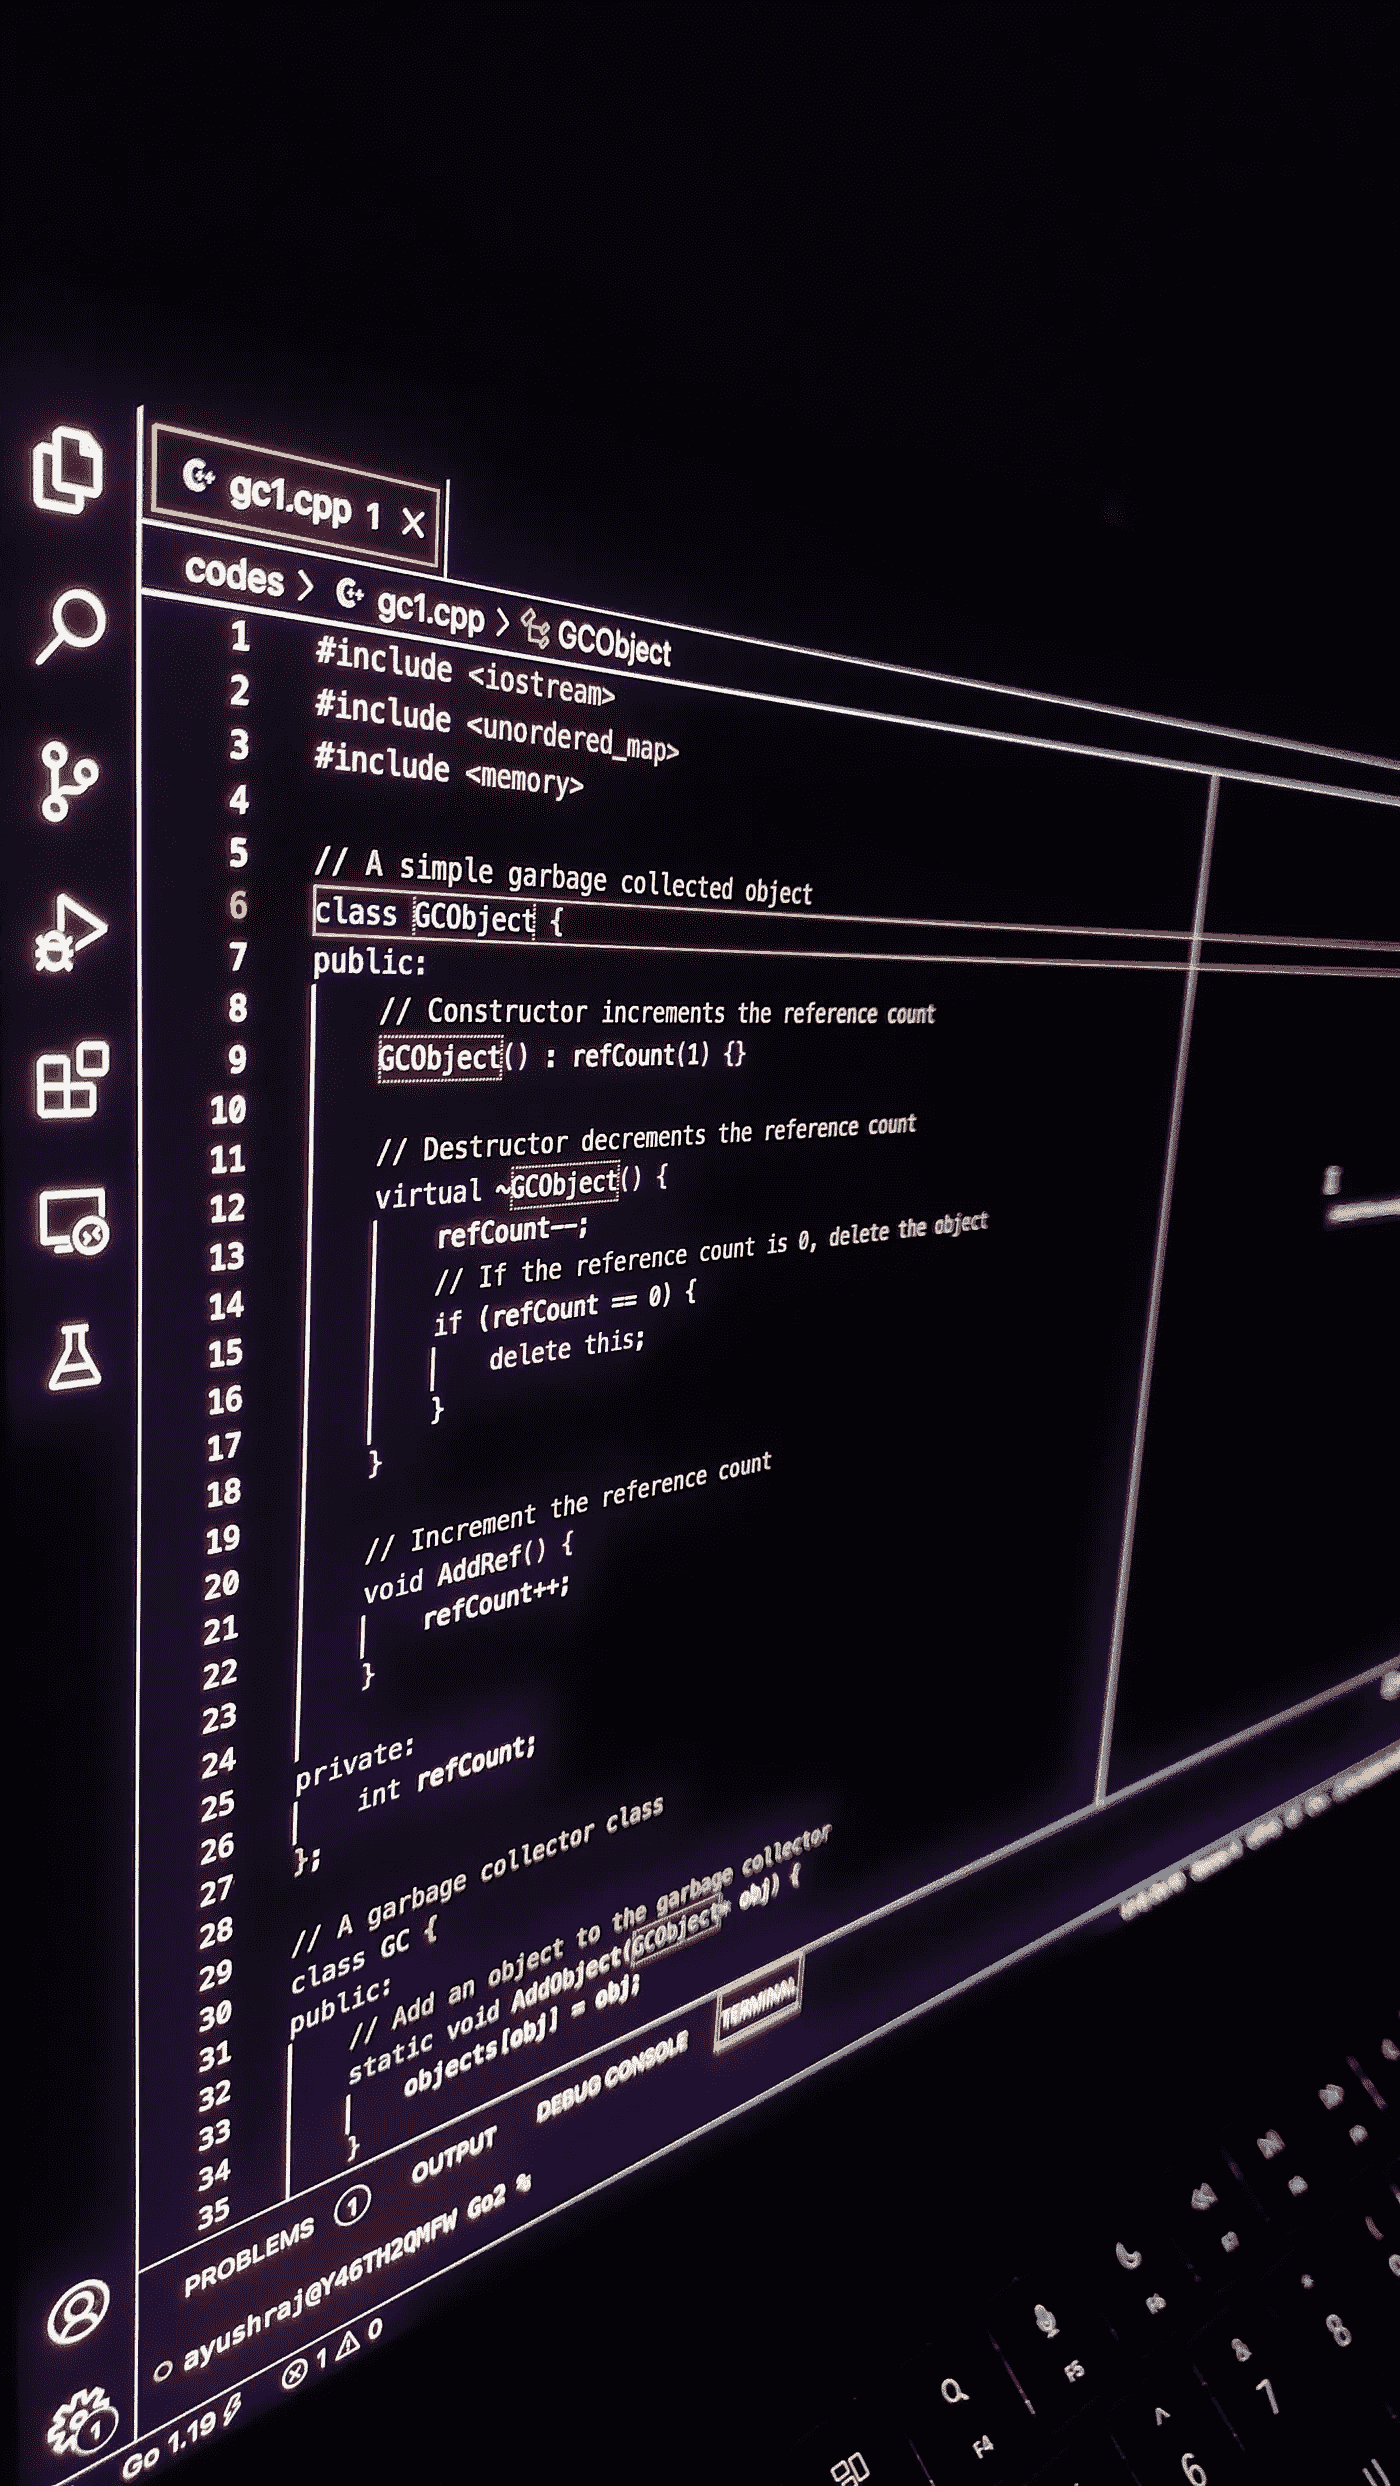 gc1.cpp 1
codes > gc1.cpp > GCObject
1 #include <iostream>
2 #include <unordered_map>
3 #include <memory>
4
5 // A simple garbage collected object
6 class GCObject {
7 public:
8 // Constructor increments the reference count
9 GCObject() : refCount(1) {}
10
11 // Destructor decrements the reference count
12 virtual ~GCObject() {
13 refCount--;
14 // If the reference count is 0, delete the object
15 if (refCount == 0) {
16 delete this;
17 }
18 }
19
20 // Increment the reference count
21 void AddRef() {
22 refCount++;
23 }
24
25 private:
26 int refCount;
27 };
28
29 // A garbage collector class
30 class GC {
31 public:
32 // Add an object to the garbage collector
33 static void AddObject(GCObject* obj) {
34 objects[obj] = obj;
35 }
PROBLEMS 1 OUTPUT DEBUG CONSOLE TERMINAL
ayushraj@Y46TH2QMFW Go2 %
1 0
Go 1.19
1
F4 F5
6 ^ 7 & 8 *